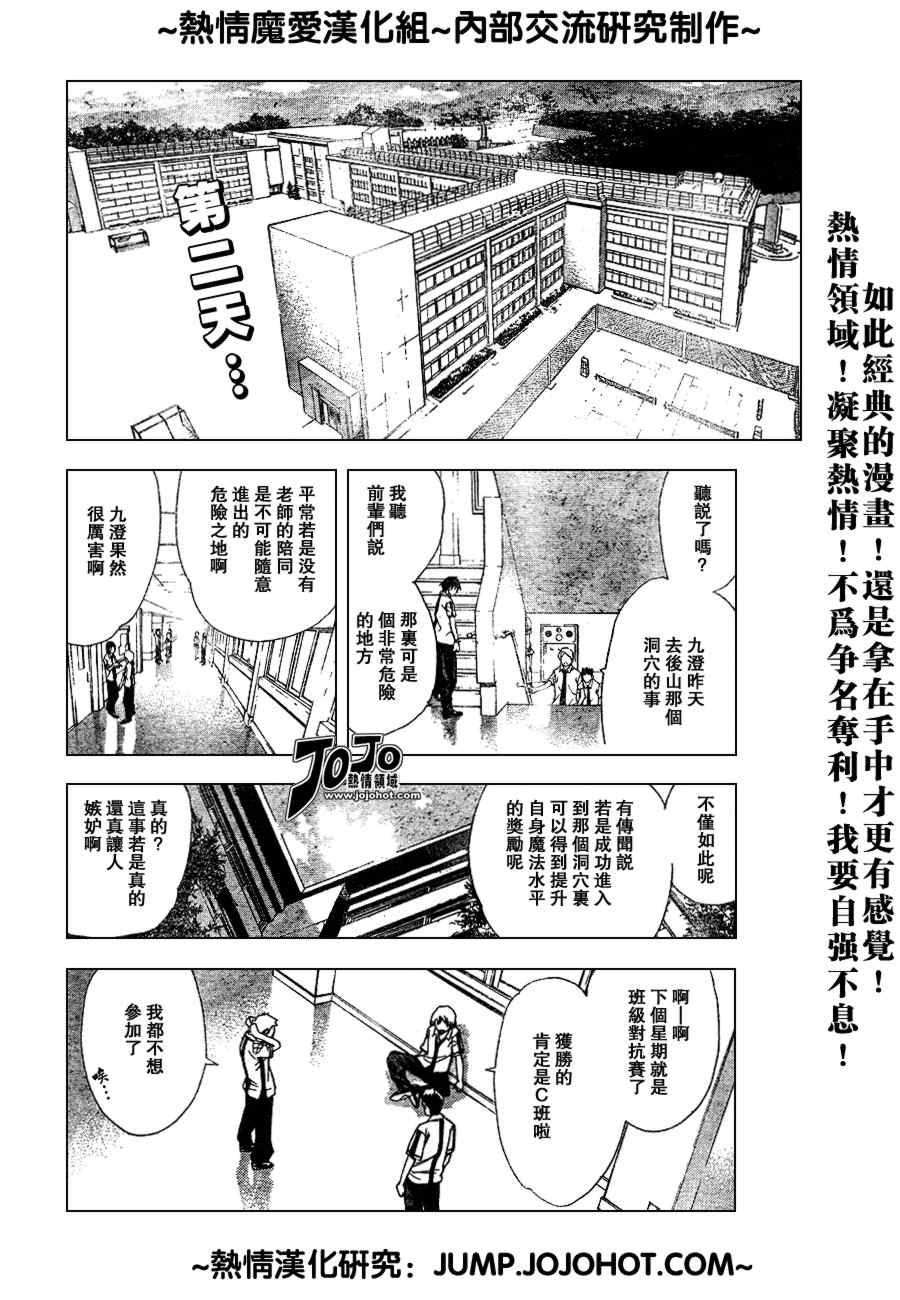 ~熱情魔愛漢化組~內部交流研究制作~
如此經典的漫畫！還是拿在手中才更有感覺！
熱情領域！凝聚熱情！不爲争名奪利！我要自强不息！
第二天…
聽説了嗎？
九澄昨天
去後山那個
洞穴的事
我聽
前輩們說
那裏可是
個非常危險
的地方
平常若是没有
老師的陪同
是不可能隨意
進出的
危險之地啊
九澄果然
很厲害啊
JOJO
熱情領域
www.jojohot.com
不僅如此呢
有傳聞說
若是成功進入
到那個洞穴裏
可以得到提升
自身魔法水平
的獎勵呢
真的？
這事若是真的
還真讓人
嫉妒啊
啊—啊
下個星期就是
班級對抗賽了
獲勝的
肯定是C班啦
我都不想
參加了
唉…
~熱情漢化研究：JUMP.JOJOHOT.COM~